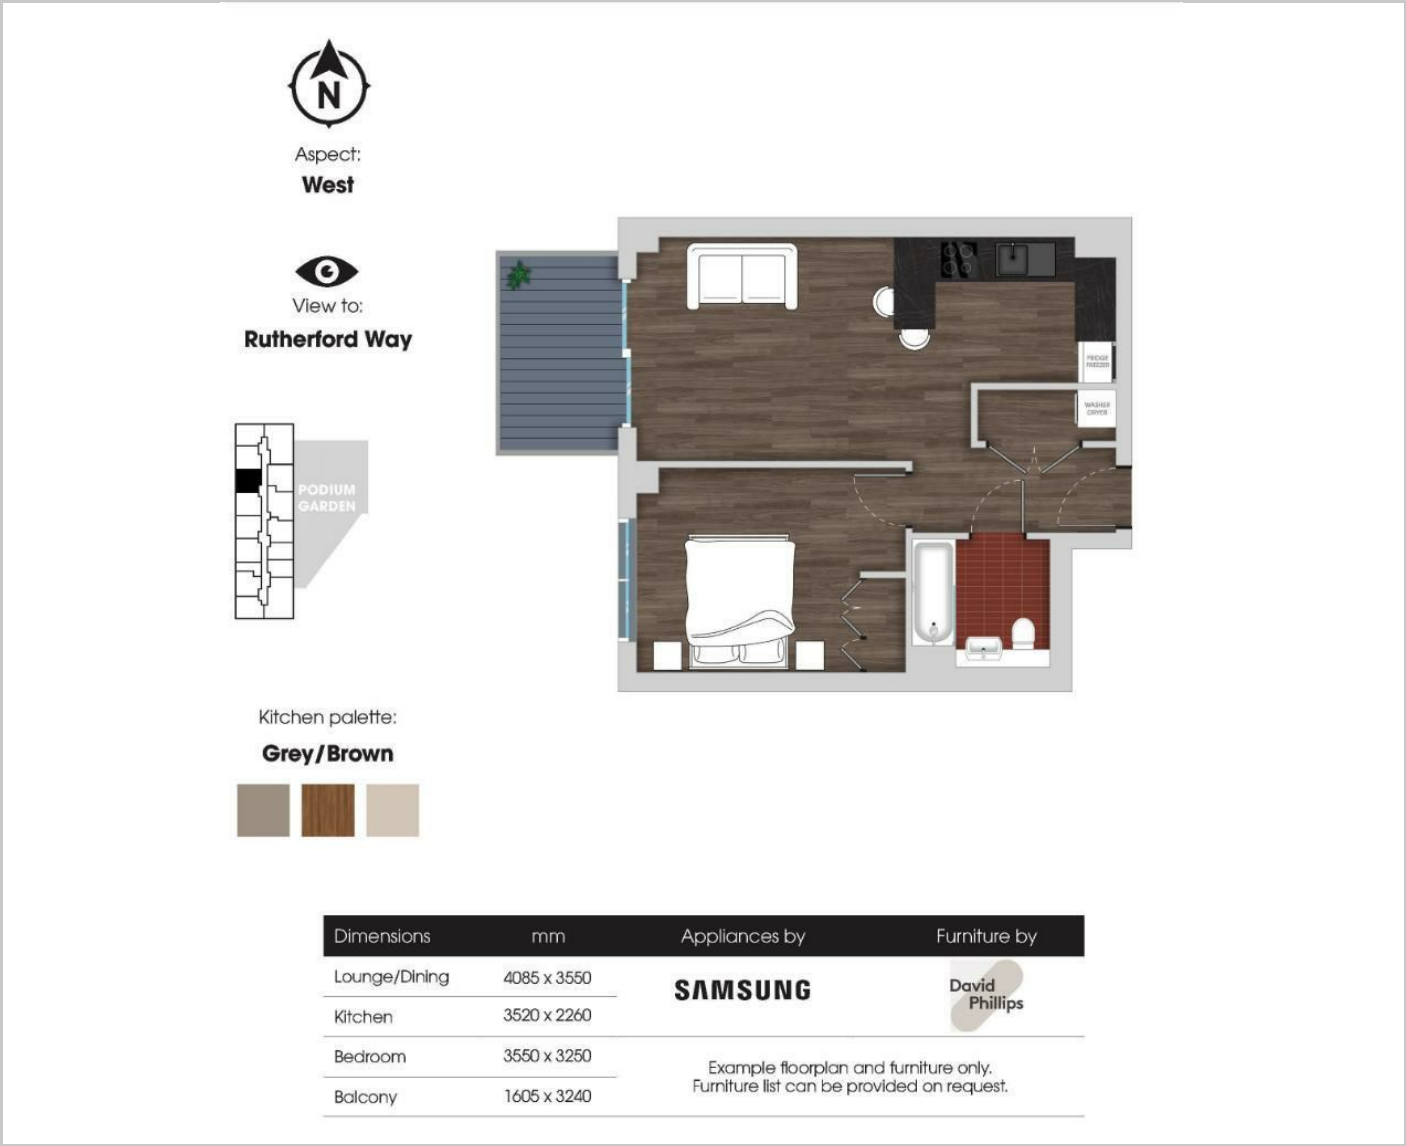 N
Aspect:
West
View to:
Rutherford Way
PODIUM
GARDEN
FRIDGE
FREEZER
WASHER
DRYER
Kitchen palette:
Grey/Brown
Dimensions mm Appliances by Furniture by
Lounge/Dining 4085 x 3550
SAMSUNG
David
Phillips
Kitchen 3520 x 2260
Bedroom 3550 x 3250
Balcony 1605 x 3240
Example floorplan and furniture only.
Furniture list can be provided on request.